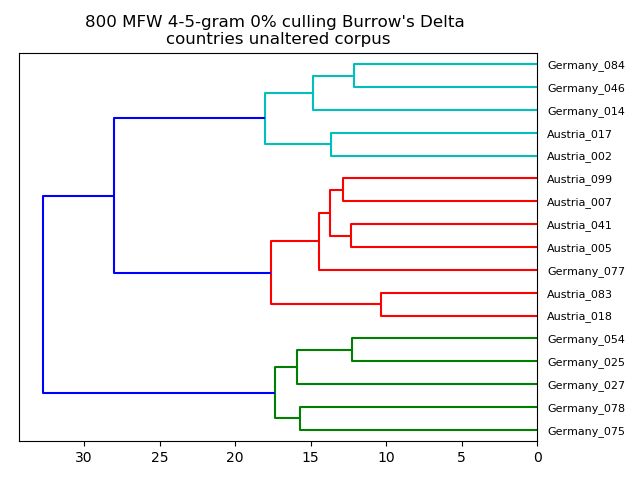 800 MFW 4-5-gram 0% culling Burrow's Delta
countries unaltered corpus
Germany_084
Germany_046
Germany_014
Austria_017
Austria_002
Austria_099
Austria_007
Austria_041
Austria_005
Germany_077
Austria_083
Austria_018
Germany_054
Germany_025
Germany_027
Germany_078
Germany_075
30 25 20 15 10 5 0